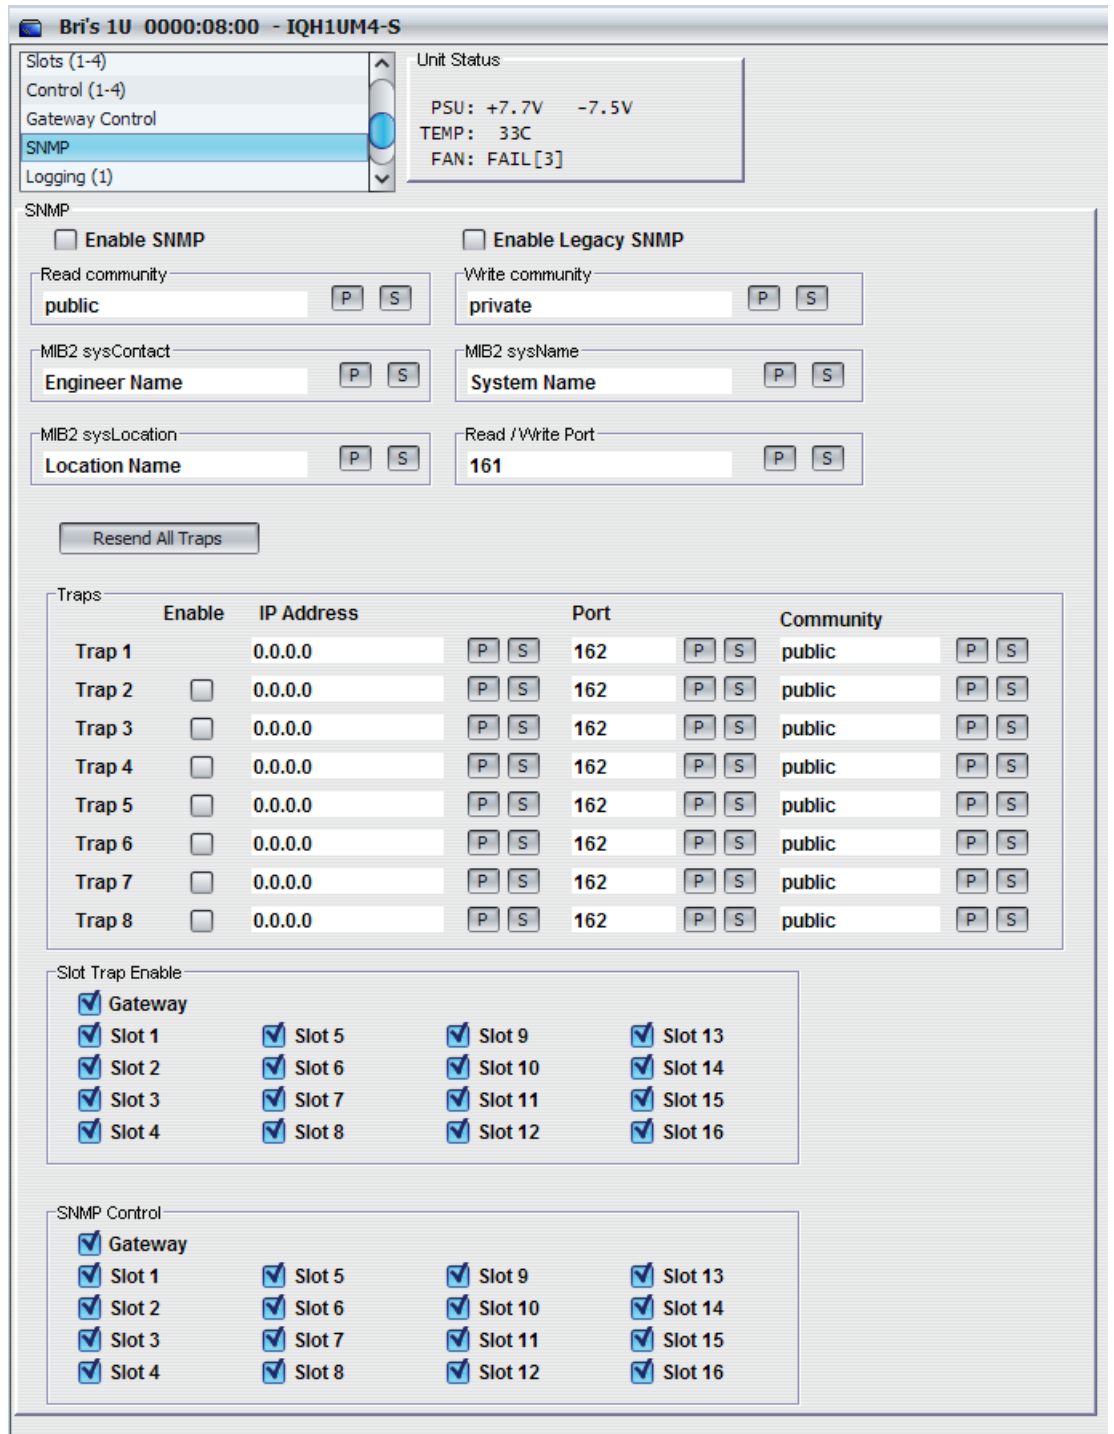 Bri's 1U 0000:08:00 - IQH1UM4-S
Slots (1-4)
Control (1-4)
Gateway Control
SNMP
Logging (1)
Unit Status
PSU: +7.7V -7.5V
TEMP: 33C
FAN: FAIL[3]
SNMP
Enable SNMP Enable Legacy SNMP
Read community Write community
public P S private P S
MIB2 sysContact MIB2 sysName
Engineer Name P S System Name P S
MIB2 sysLocation Read / Write Port
Location Name P S 161 P S
Resend All Traps
Traps
Enable IP Address Port Community
Trap 1 0.0.0.0 P S 162 P S public P S
Trap 2 0.0.0.0 P S 162 P S public P S
Trap 3 0.0.0.0 P S 162 P S public P S
Trap 4 0.0.0.0 P S 162 P S public P S
Trap 5 0.0.0.0 P S 162 P S public P S
Trap 6 0.0.0.0 P S 162 P S public P S
Trap 7 0.0.0.0 P S 162 P S public P S
Trap 8 0.0.0.0 P S 162 P S public P S
Slot Trap Enable
Gateway
Slot 1 Slot 5 Slot 9 Slot 13
Slot 2 Slot 6 Slot 10 Slot 14
Slot 3 Slot 7 Slot 11 Slot 15
Slot 4 Slot 8 Slot 12 Slot 16
SNMP Control
Gateway
Slot 1 Slot 5 Slot 9 Slot 13
Slot 2 Slot 6 Slot 10 Slot 14
Slot 3 Slot 7 Slot 11 Slot 15
Slot 4 Slot 8 Slot 12 Slot 16